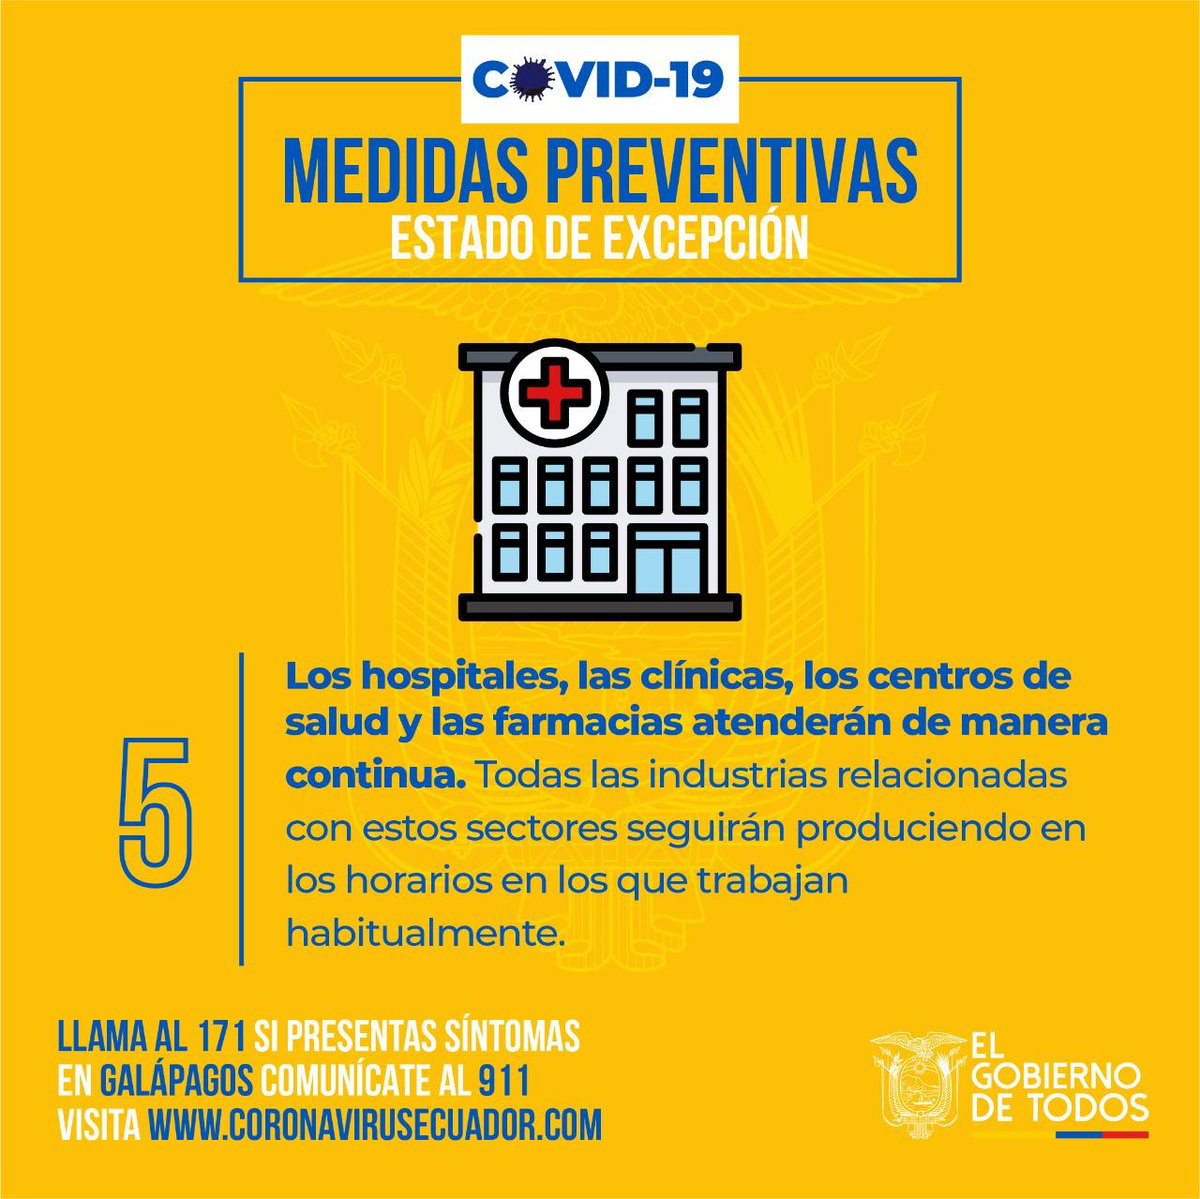 COVID-19
MEDIDAS PREVENTIVAS
ESTADO DE EXCEPCIÓN
5
Los hospitales, las clínicas, los centros de
salud y las farmacias atenderán de manera
continua. Todas las industrias relacionadas
con estos sectores seguirán produciendo en
los horarios en los que trabajan
habitualmente.
LLAMA AL 171 SI PRESENTAS SÍNTOMAS
EN GALÁPAGOS COMUNÍCATE AL 911
VISITA WWW.CORONAVIRUSECUADOR.COM
EL
GOBIERNO
DE TODOS